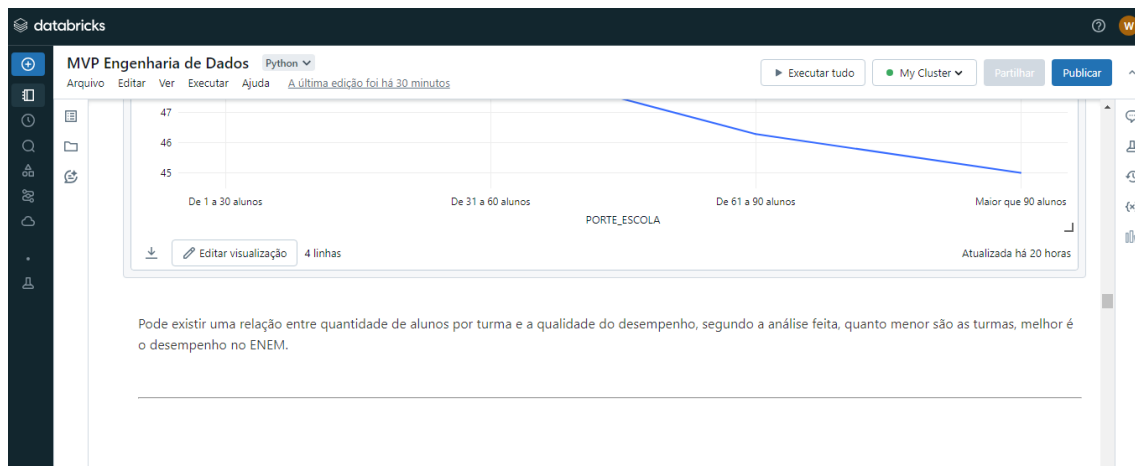 databricks
W
MVP Engenharia de Dados Python
Arquivo Editar Ver Executar Ajuda A última edição foi há 30 minutos
Executar tudo My Cluster Partilhar Publicar
47
46
45
De 1 a 30 alunos De 31 a 60 alunos De 61 a 90 alunos Maior que 90 alunos
PORTE_ESCOLA
Editar visualização 4 linhas Atualizada há 20 horas
Pode existir uma relação entre quantidade de alunos por turma e a qualidade do desempenho, segundo a análise feita, quanto menor são as turmas, melhor é
o desempenho no ENEM.